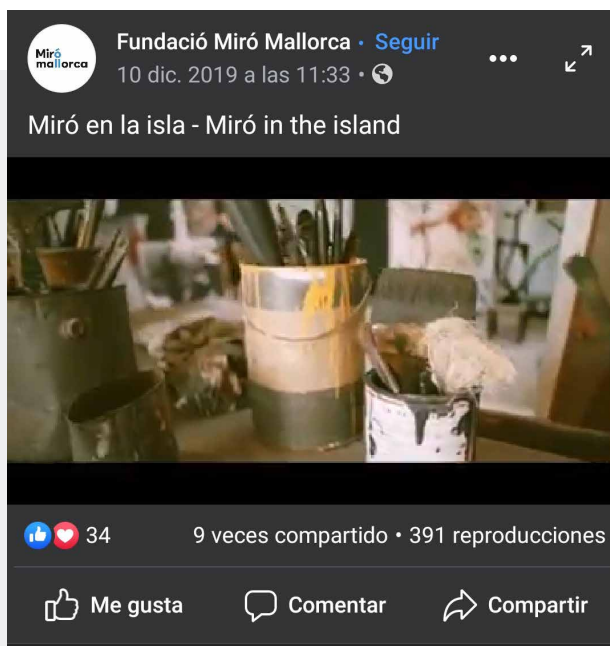 Miró
mallorca
Fundació Miró Mallorca • Seguir
10 dic. 2019 a las 11:33 •
Miró en la isla - Miró in the island
34
9 veces compartido • 391 reproducciones
Me gusta
Comentar
Compartir